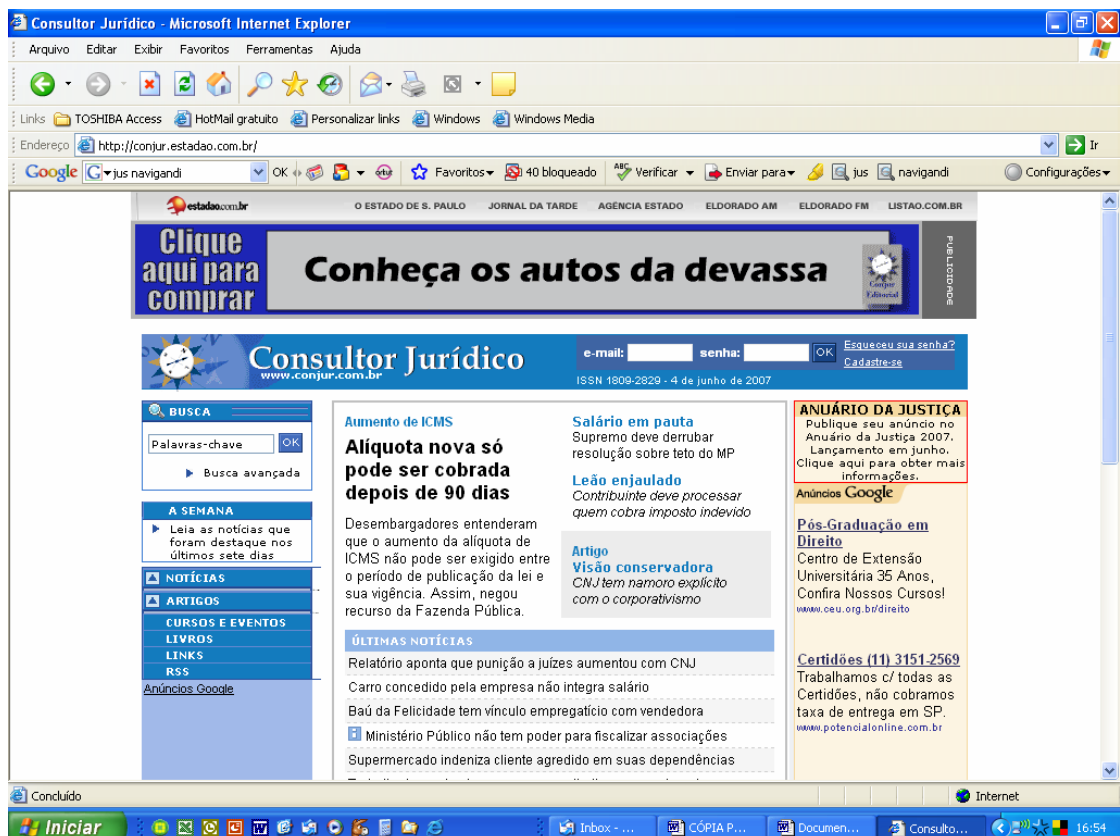 Consultor Jurídico - Microsoft Internet Explorer
Arquivo Editar Exibir Favoritos Ferramentas Ajuda
Links TOSHIBA Access HotMail gratuito Personalizar links Windows Windows Media
Endereço http://conjur.estadao.com.br/ Ir
Google G jus navigandi OK Favoritos 40 bloqueado ABC Verificar Enviar para jus navigandi Configurações
estadao.com.br O ESTADO DE S. PAULO JORNAL DA TARDE AGÊNCIA ESTADO ELDORADO AM ELDORADO FM LISTAO.COM.BR
Clique
aqui para
comprar
Conheça os autos da devassa
Conjur
Editorial
PUBLICIDADE
Consultor Jurídico
www.conjur.com.br
e-mail: senha: OK Esqueceu sua senha?
Cadastre-se
ISSN 1809-2829 - 4 de junho de 2007
BUSCA
Palavras-chave OK
Busca avançada
A SEMANA
Leia as notícias que
foram destaque nos
últimos sete dias
NOTÍCIAS
ARTIGOS
CURSOS E EVENTOS
LIVROS
LINKS
RSS
Anúncios Google
Aumento de ICMS
Alíquota nova só
pode ser cobrada
depois de 90 dias
Desembargadores entenderam
que o aumento da alíquota de
ICMS não pode ser exigido entre
o período de publicação da lei e
sua vigência. Assim, negou
recurso da Fazenda Pública.
Salário em pauta
Supremo deve derrubar
resolução sobre teto do MP
Leão enjaulado
Contribuinte deve processar
quem cobra imposto indevido
Artigo
Visão conservadora
CNJ tem namoro explícito
com o corporativismo
ÚLTIMAS NOTÍCIAS
Relatório aponta que punição a juízes aumentou com CNJ
Carro concedido pela empresa não integra salário
Baú da Felicidade tem vínculo empregatício com vendedora
Ministério Público não tem poder para fiscalizar associações
Supermercado indeniza cliente agredido em suas dependências
ANUÁRIO DA JUSTIÇA
Publique seu anúncio no
Anuário da Justiça 2007.
Lançamento em junho.
Clique aqui para obter mais
informações.
Anúncios Google
Pós-Graduação em
Direito
Centro de Extensão
Universitária 35 Anos,
Confira Nossos Cursos!
www.ceu.org.br/direito
Certidões (11) 3151-2569
Trabalhamos c/ todas as
Certidões, não cobramos
taxa de entrega em SP.
www.potencialonline.com.br
Concluído Internet
Iniciar Inbox - ... CÓPIA P... Documen... Consulto... 16:54